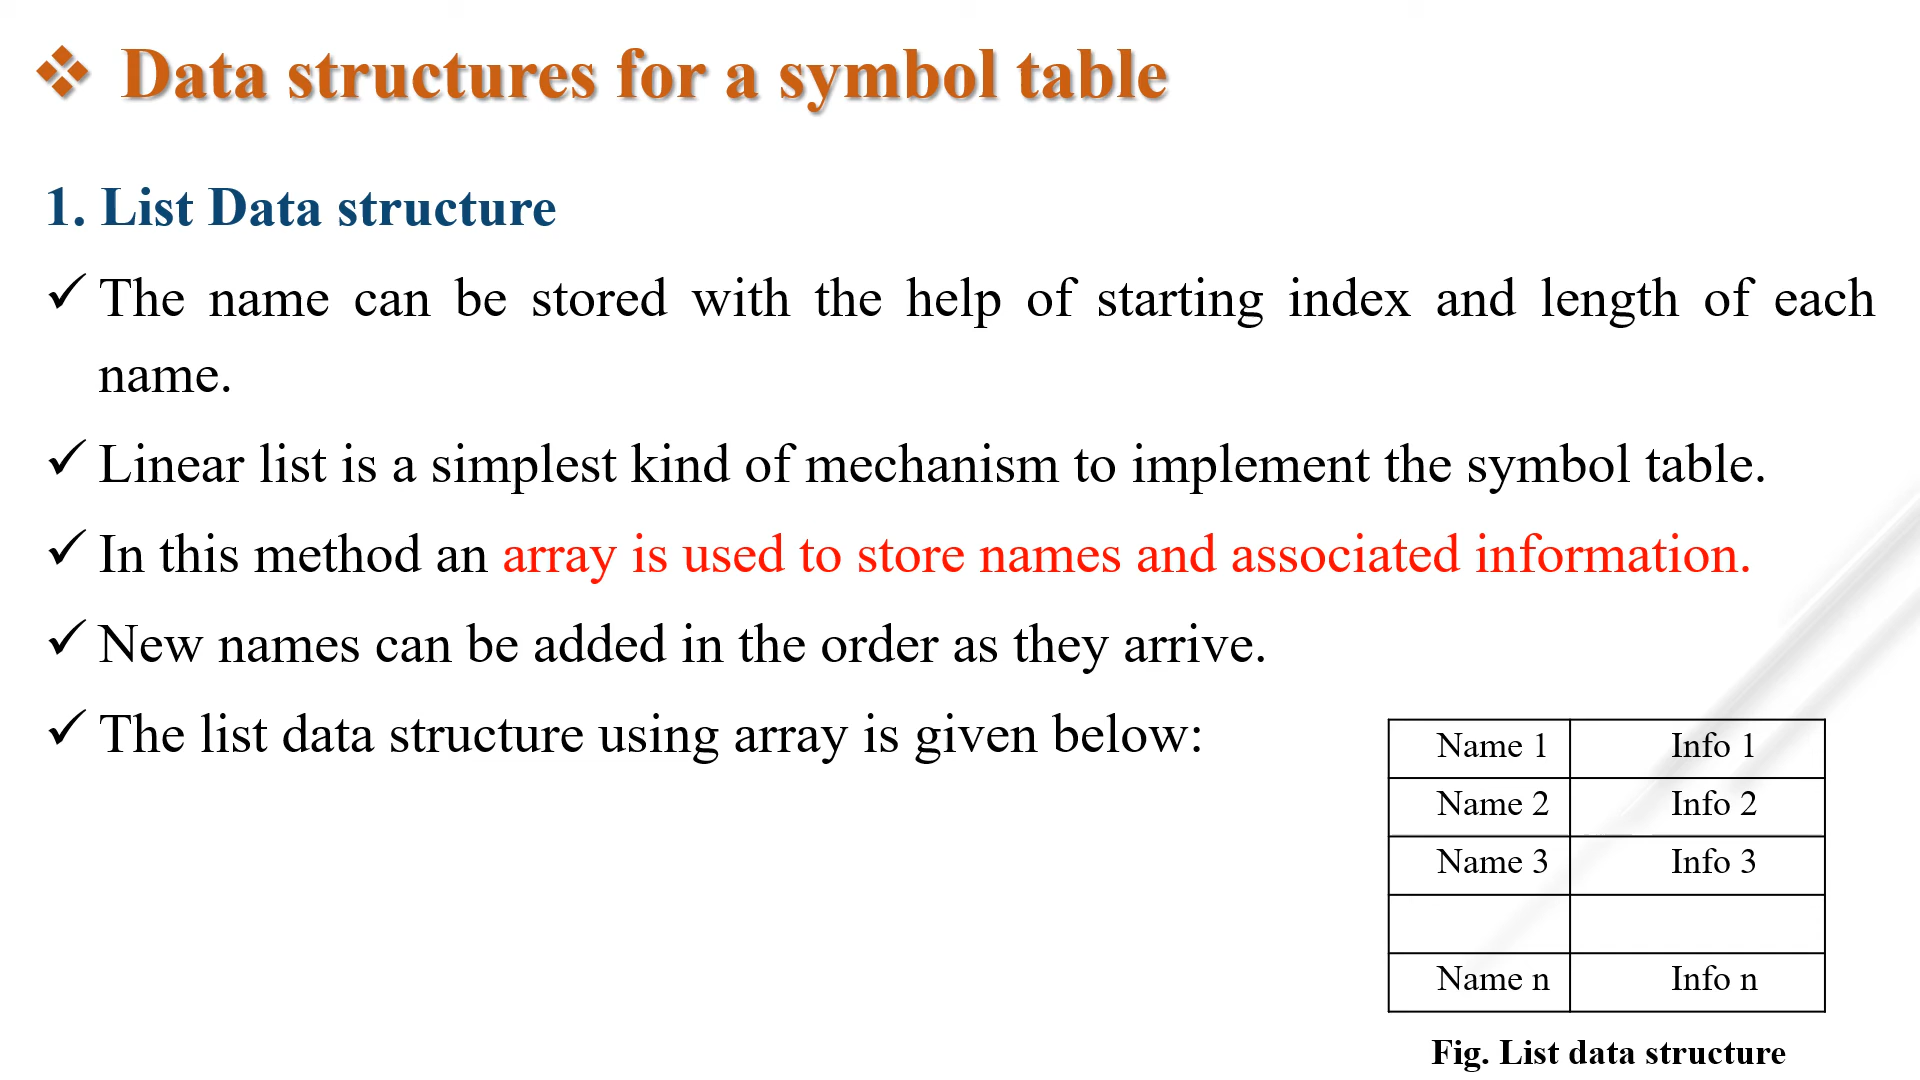 ❖ Data structures for a symbol table
1. List Data structure
✓ The name can be stored with the help of starting index and length of each
name.
✓ Linear list is a simplest kind of mechanism to implement the symbol table.
✓ In this method an array is used to store names and associated information.
✓ New names can be added in the order as they arrive.
✓ The list data structure using array is given below:
Name 1 Info 1
Name 2 Info 2
Name 3 Info 3
Name n Info n
Fig. List data structure